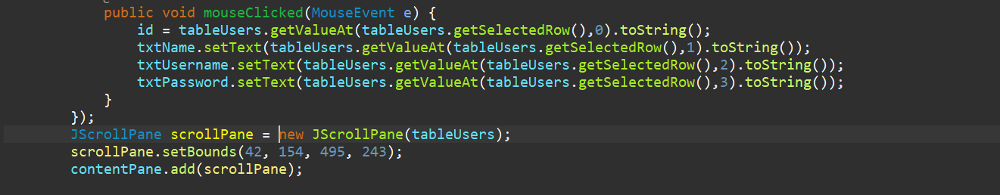 public void mouseClicked(MouseEvent e) {
id = tableUsers.getValueAt(tableUsers.getSelectedRow(),0).toString();
txtName.setText(tableUsers.getValueAt(tableUsers.getSelectedRow(),1).toString());
txtUsername.setText(tableUsers.getValueAt(tableUsers.getSelectedRow(),2).toString());
txtPassword.setText(tableUsers.getValueAt(tableUsers.getSelectedRow(),3).toString());
}
});
JScrollPane scrollPane = new JScrollPane(tableUsers);
scrollPane.setBounds(42, 154, 495, 243);
contentPane.add(scrollPane);